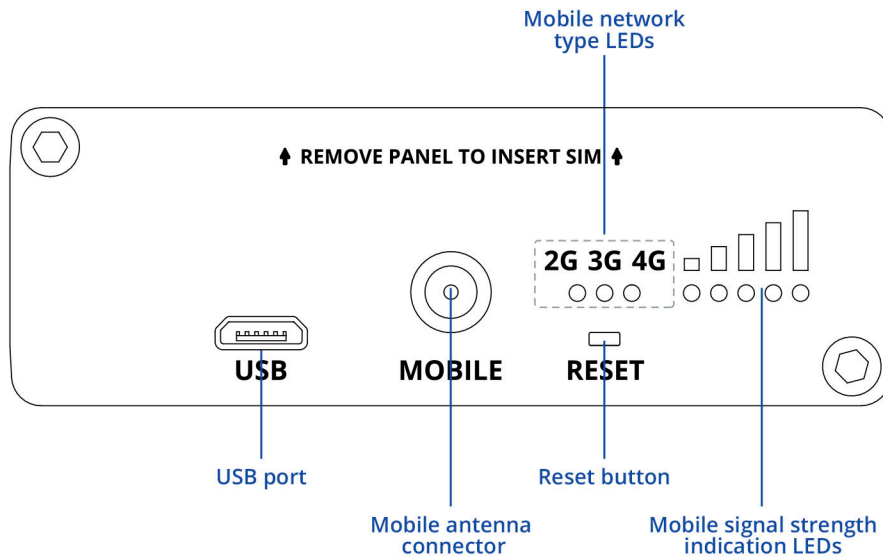 Mobile network
type LEDs
REMOVE PANEL TO INSERT SIM
2G 3G 4G
USB
MOBILE
RESET
USB port
Reset button
Mobile antenna
connector
Mobile signal strength
indication LEDs